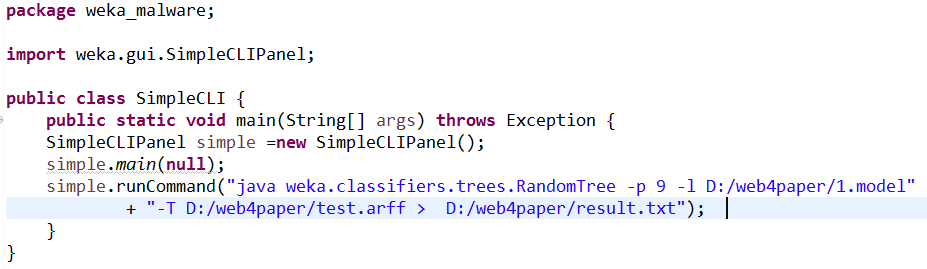 package weka_malware;
import weka.gui.SimpleCLIPanel;
public class SimpleCLI {
public static void main(String[] args) throws Exception {
SimpleCLIPanel simple =new SimpleCLIPanel();
simple.main(null);
simple.runCommand("java weka.classifiers.trees.RandomTree -p 9 -l D:/web4paper/1.model"
+ "-T D:/web4paper/test.arff >  D:/web4paper/result.txt");
}
}